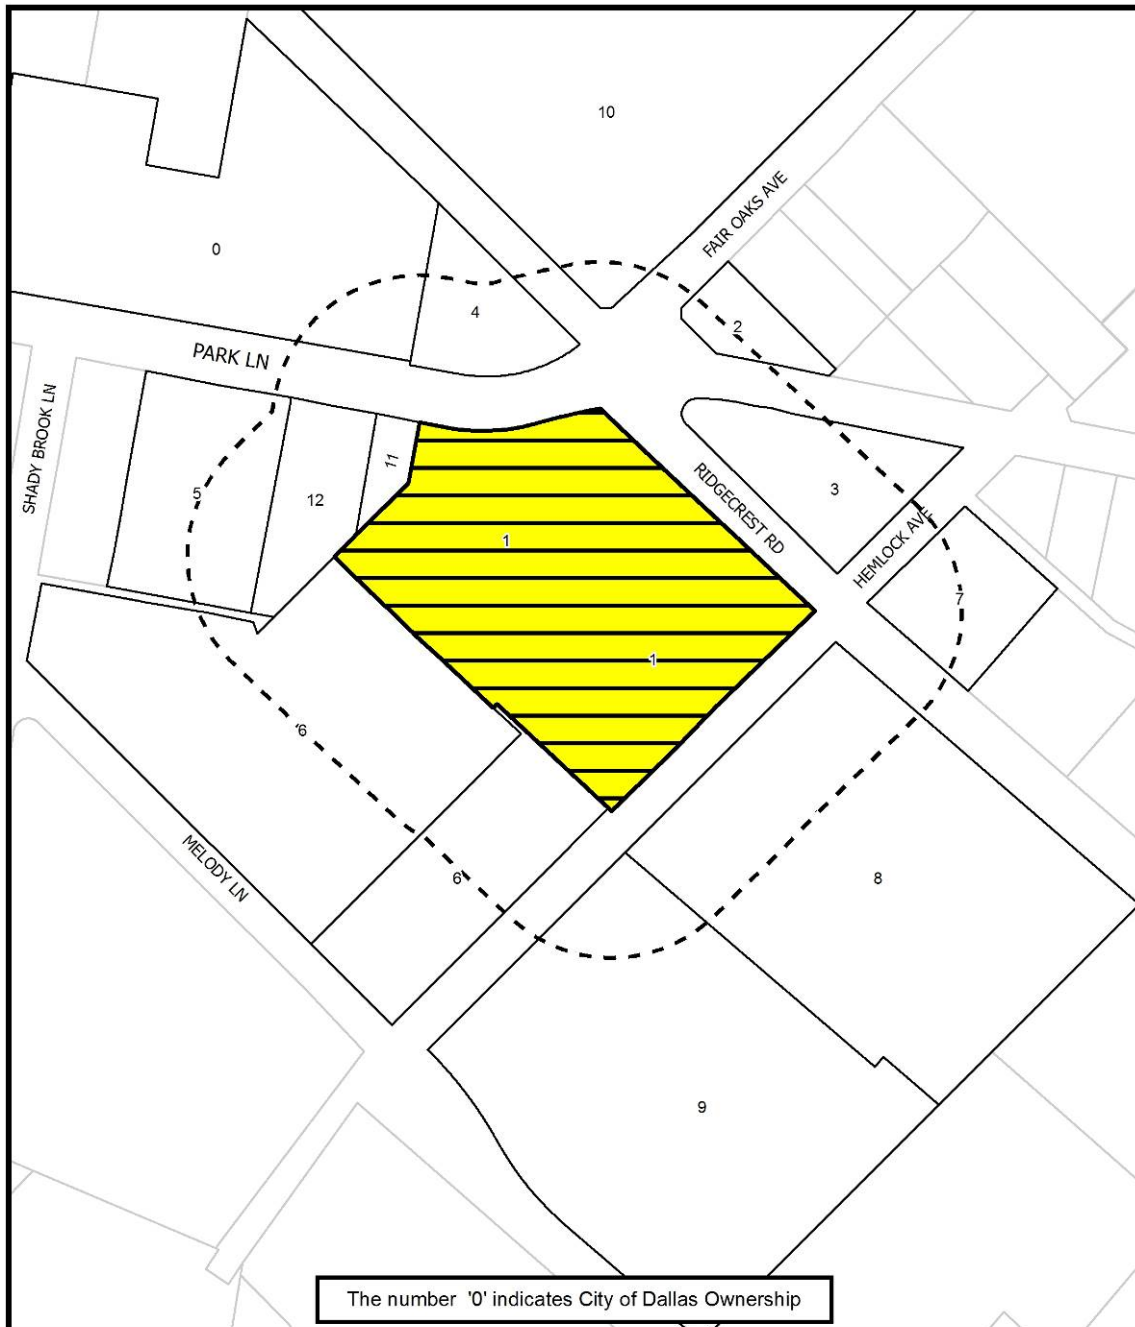 10
FAIR OAKS AVE
0
4
2
PARK LN
SHADY BROOK LN
11
5
12
3
RIDGECREST RD
1
HEMLOCK AVE
7
1
6
MELODY LN
6
8
9
The number '0' indicates City of Dallas Ownership